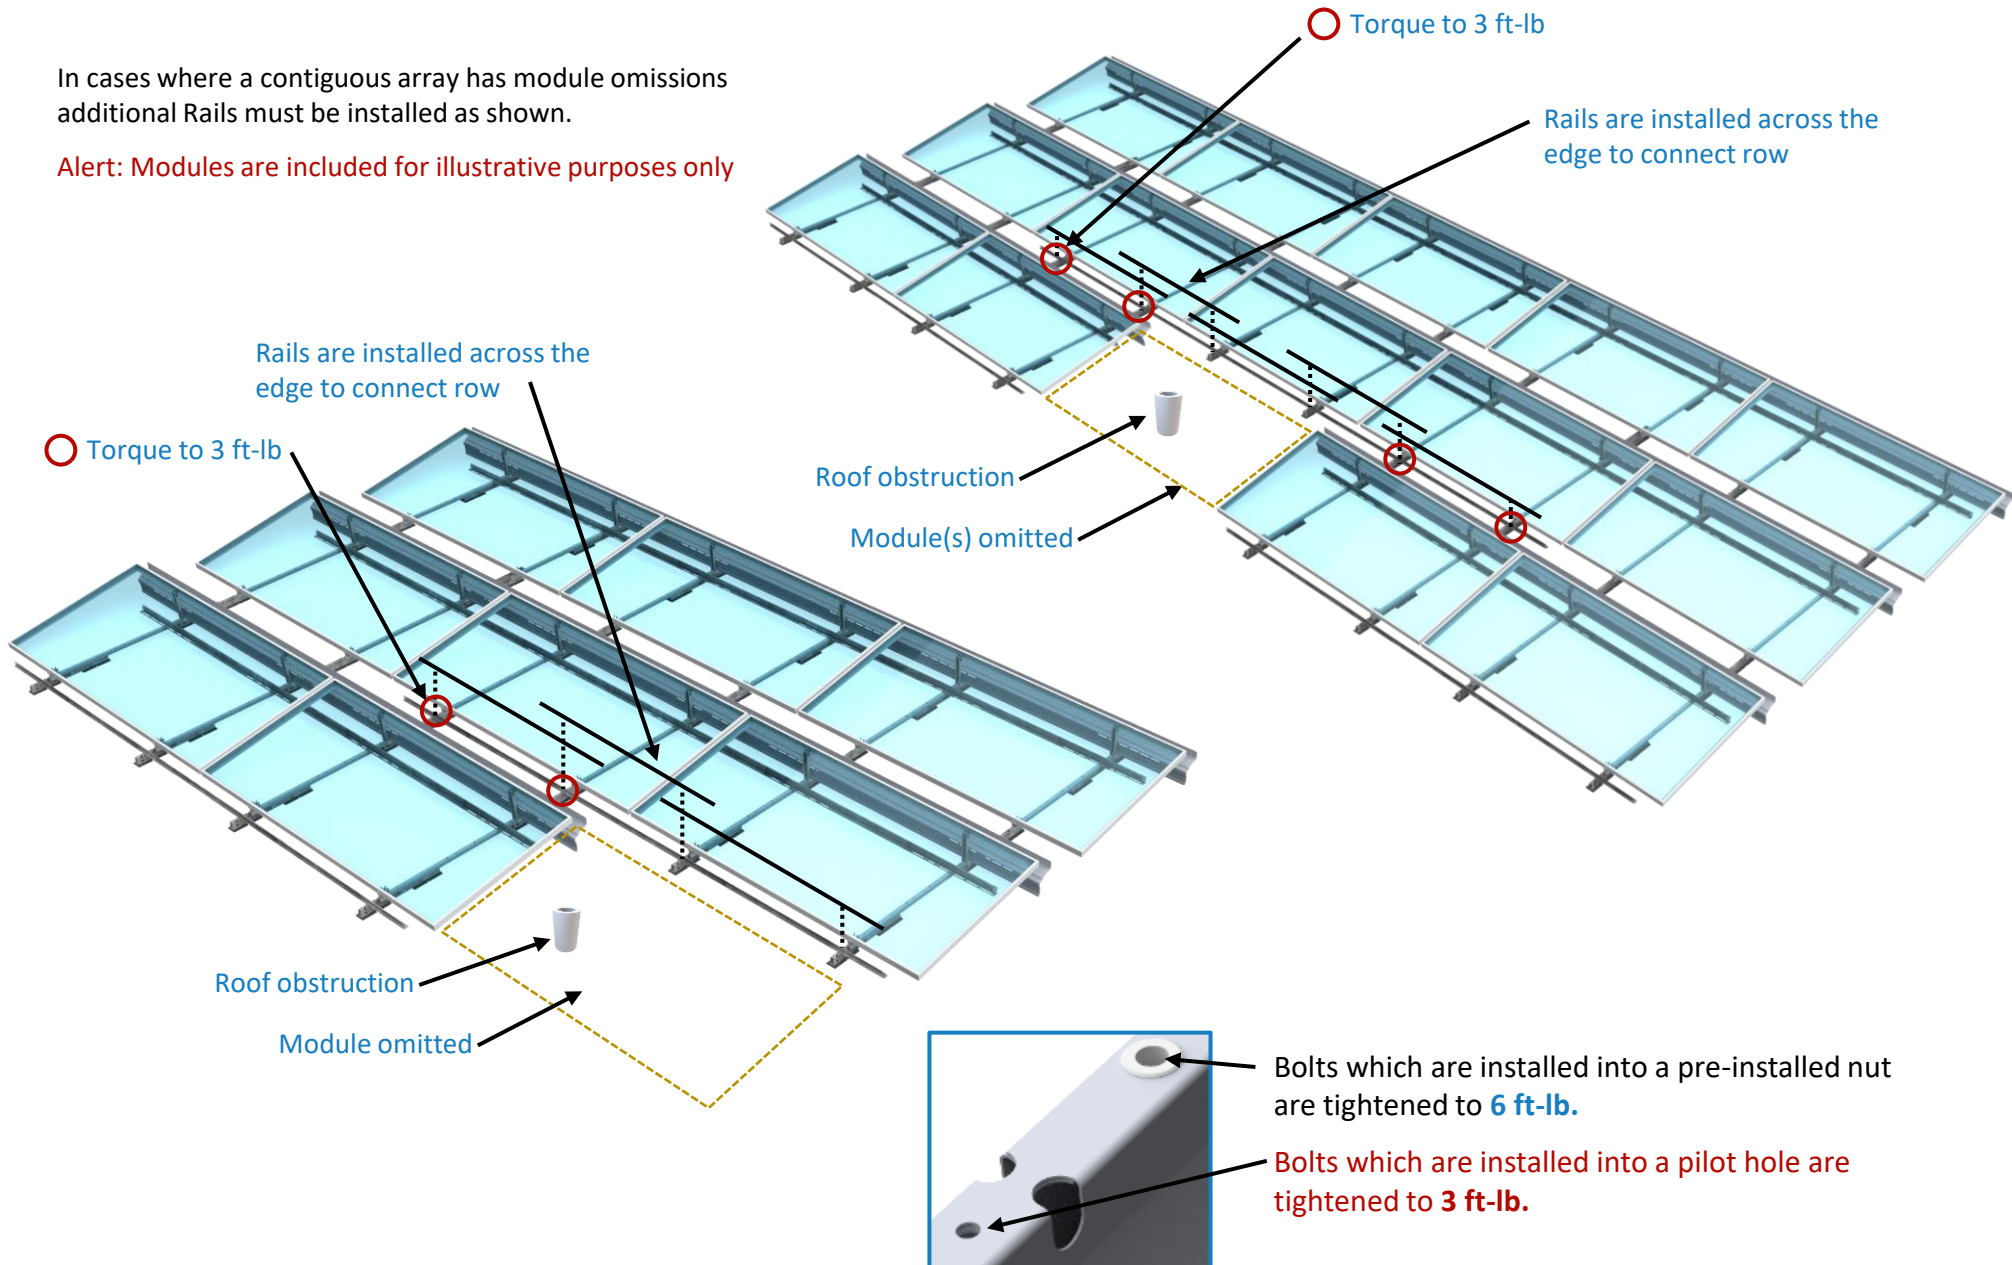 In cases where a contiguous array has module omissions
additional Rails must be installed as shown.
Alert: Modules are included for illustrative purposes only
Torque to 3 ft-lb
Rails are installed across the
edge to connect row
Roof obstruction
Module(s) omitted
Rails are installed across the
edge to connect row
Torque to 3 ft-lb
Roof obstruction
Module omitted
Bolts which are installed into a pre-installed nut
are tightened to 6 ft-lb.
Bolts which are installed into a pilot hole are
tightened to 3 ft-lb.